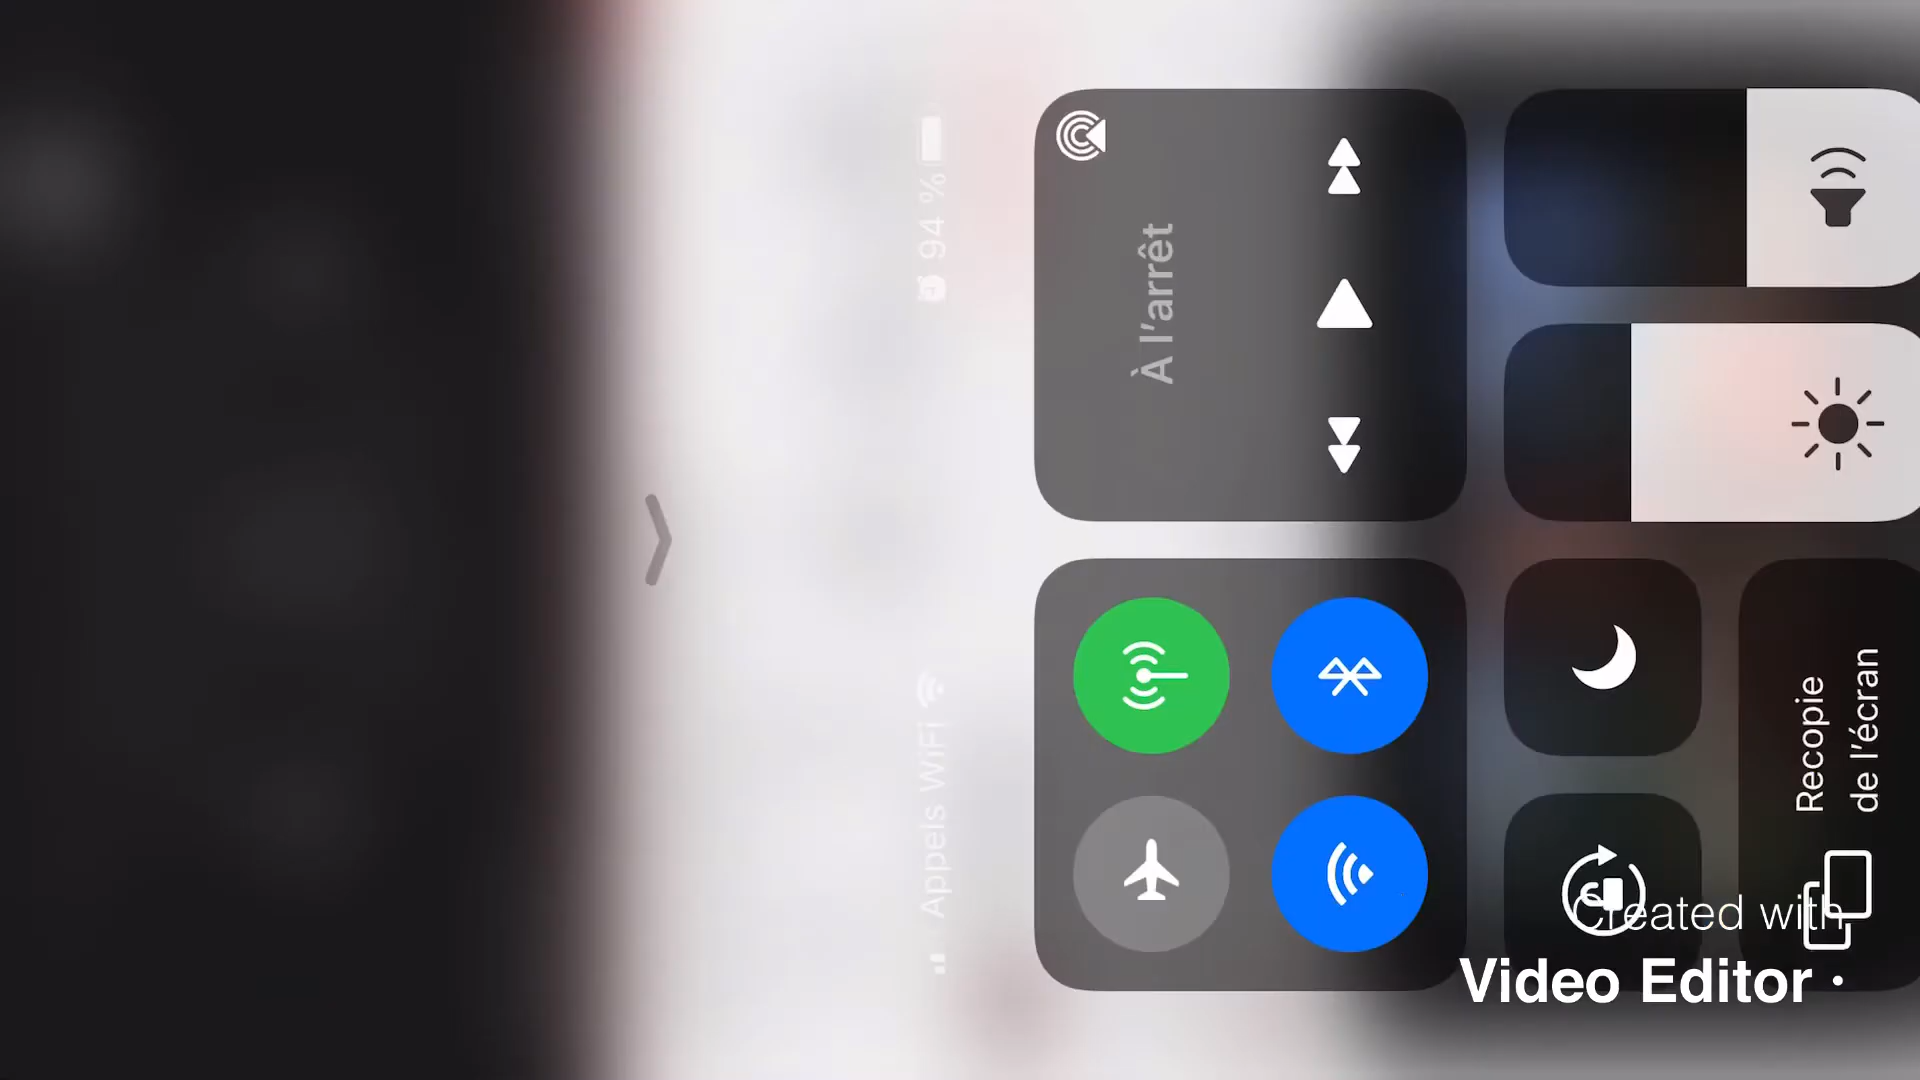 Appels WiFi
94 %
À l'arrêt
Recopie
de l'écran
Created with
Video Editor ·